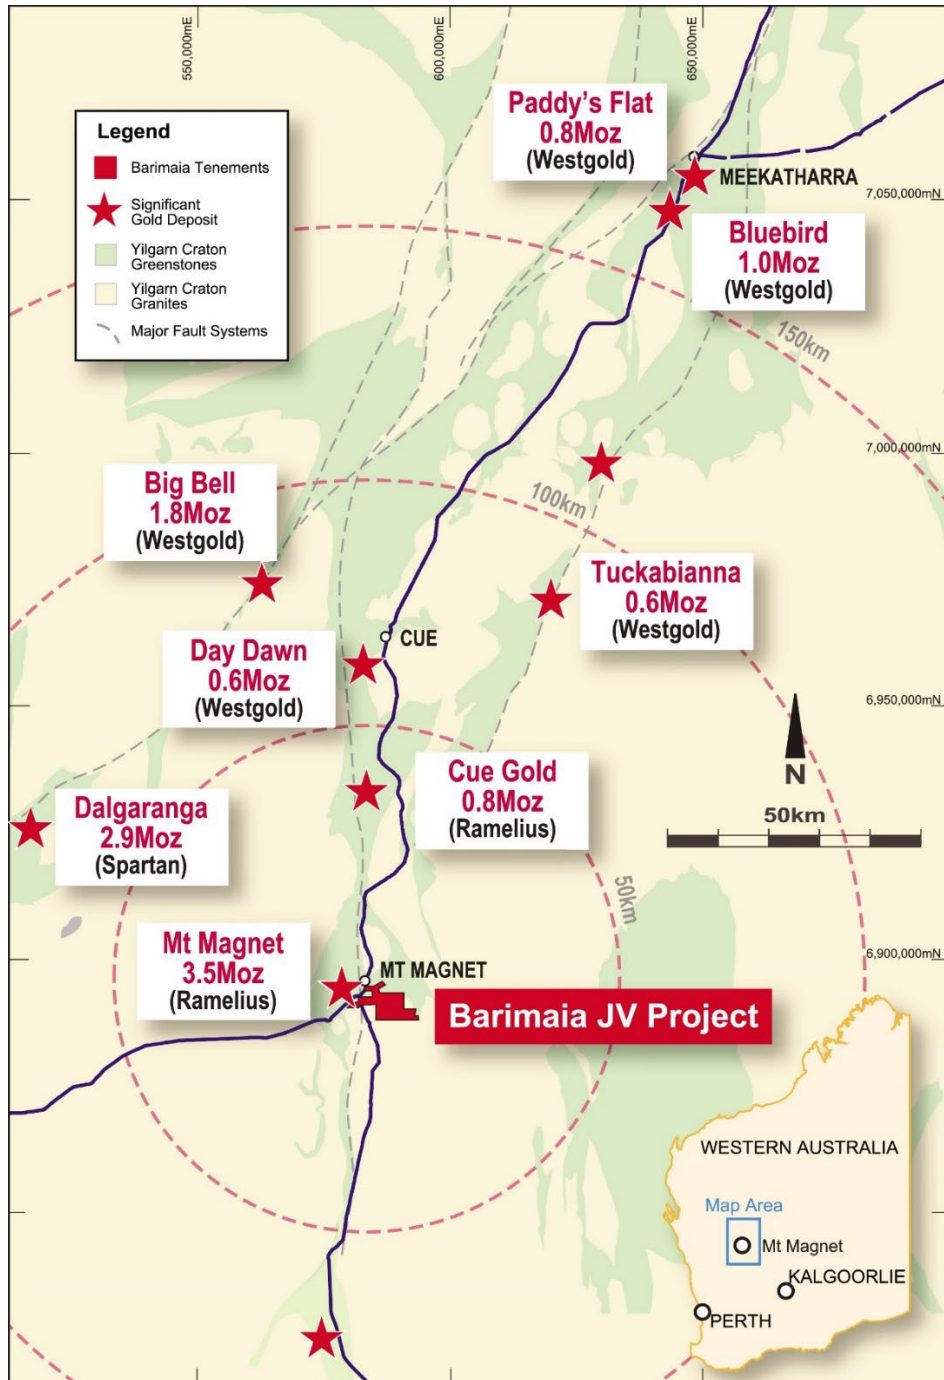 550,000mE
600,000mE
650,000mE
Legend
Barimaia Tenements
Significant
Gold Deposit
Yilgarn Craton
Greenstones
Yilgarn Craton
Granites
Major Fault Systems
Paddy's Flat
0.8Moz
(Westgold)
MEEKATHARRA
7,050,000mN
Bluebird
1.0Moz
(Westgold)
150km
7,000,000mN
Big Bell
1.8Moz
(Westgold)
100km
Tuckabianna
0.6Moz
(Westgold)
CUE
Day Dawn
0.6Moz
(Westgold)
6,950,000mN
N
Cue Gold
0.8Moz
(Ramelius)
50km
Dalgaranga
2.9Moz
(Spartan)
50km
Mt Magnet
3.5Moz
(Ramelius)
MT MAGNET
6,900,000mN
Barimaia JV Project
WESTERN AUSTRALIA
Map Area
Mt Magnet
KALGOORLIE
PERTH